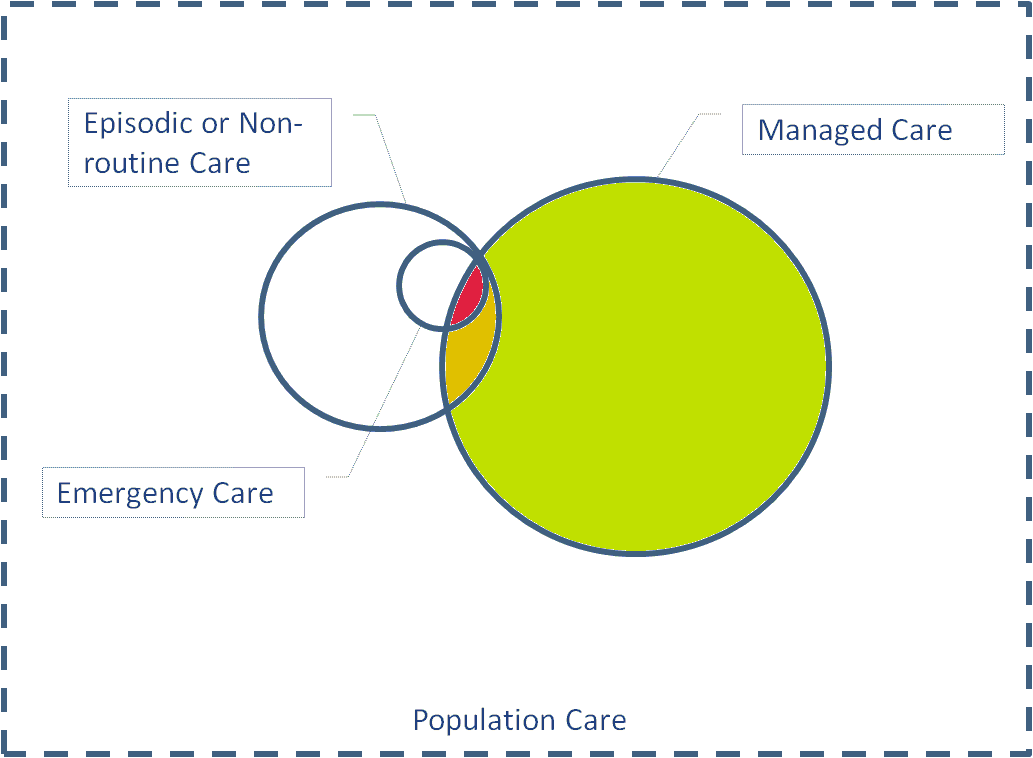 Episodic or Non-
routine Care
Managed Care
Emergency Care
Population Care